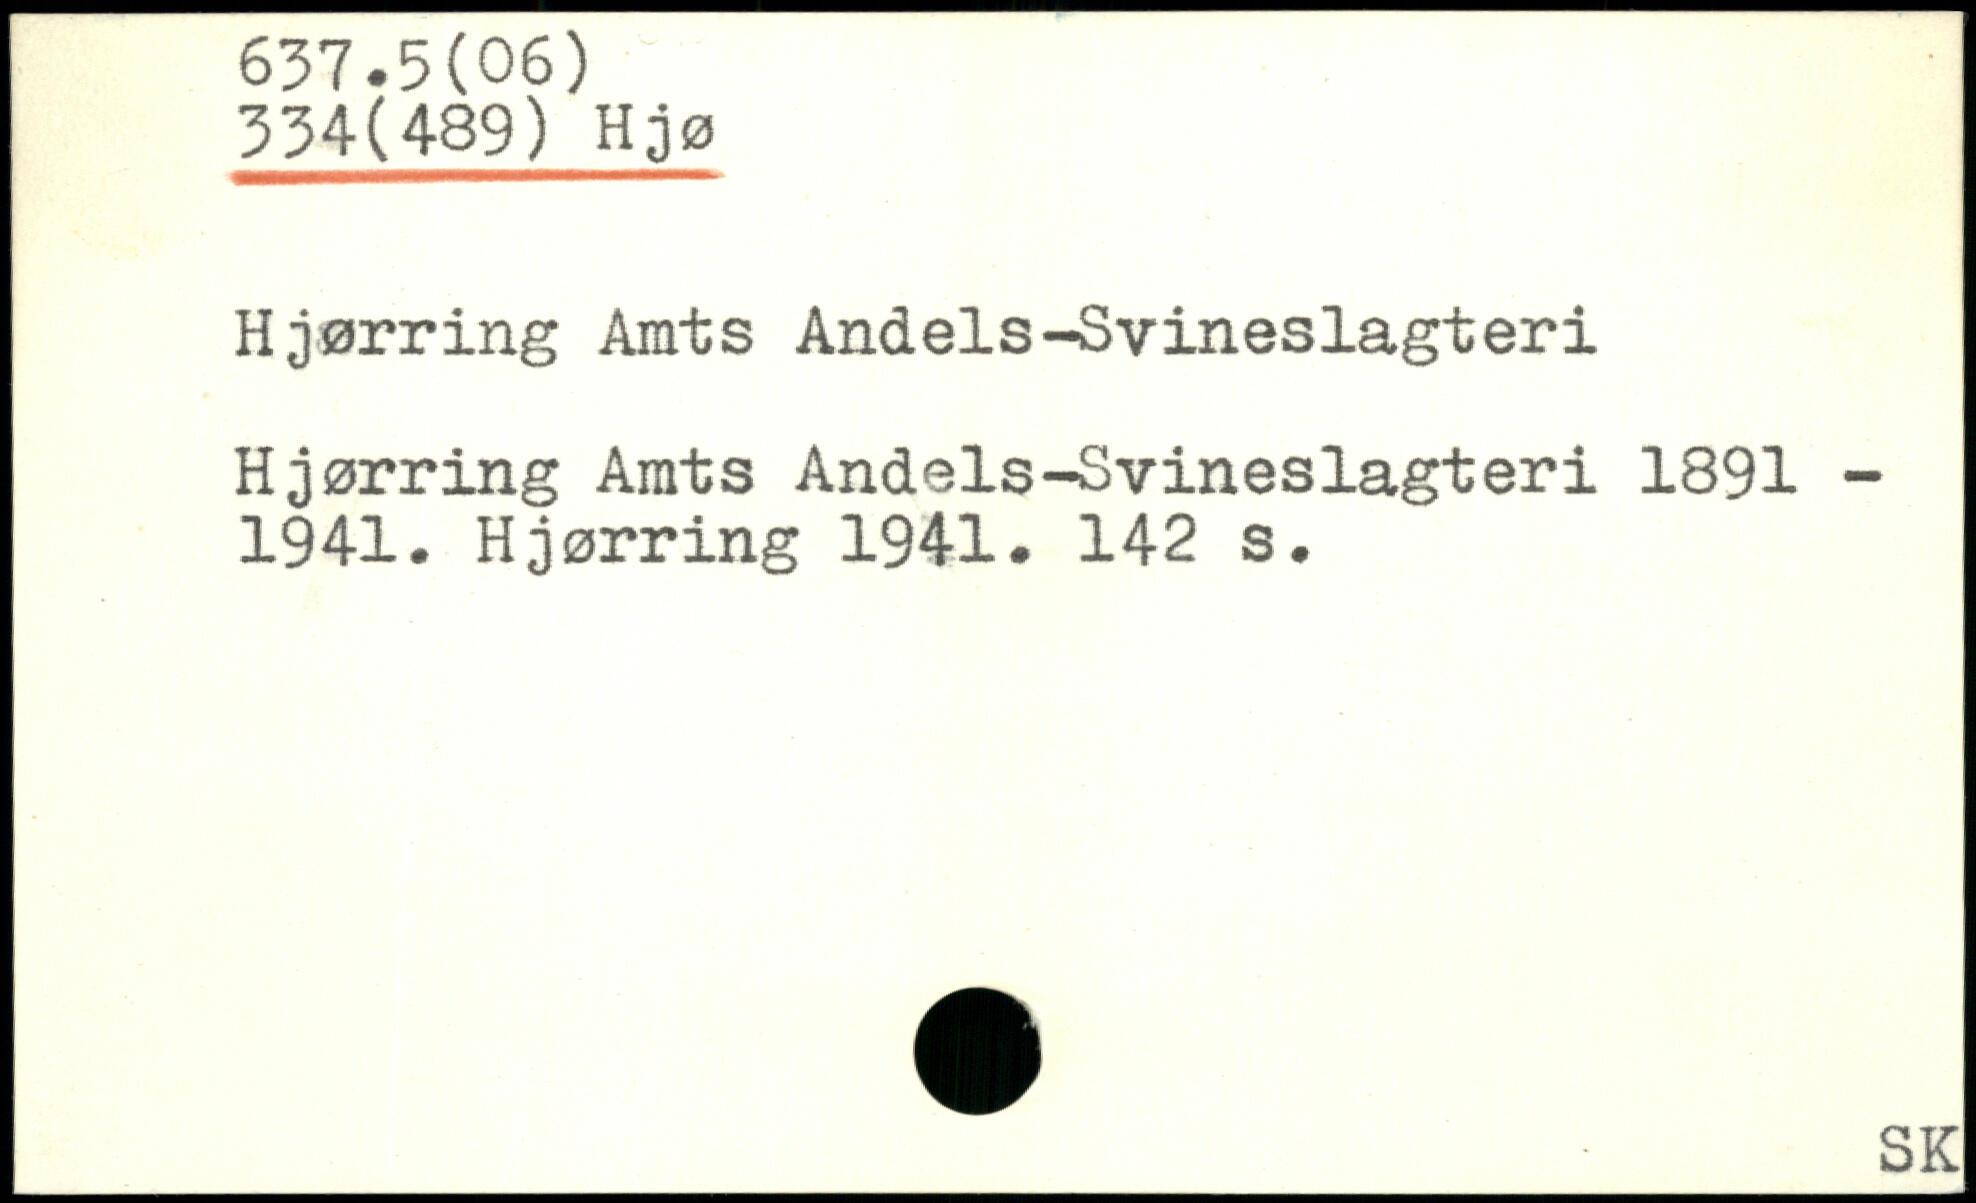 637.5(06)
334(489) Hjø
Hjørring Amts Andels-Svineslagteri
Hjørring Amts Andels-Svineslagteri 1891 -
1941. Hjørring 1941. 142 s.
SK